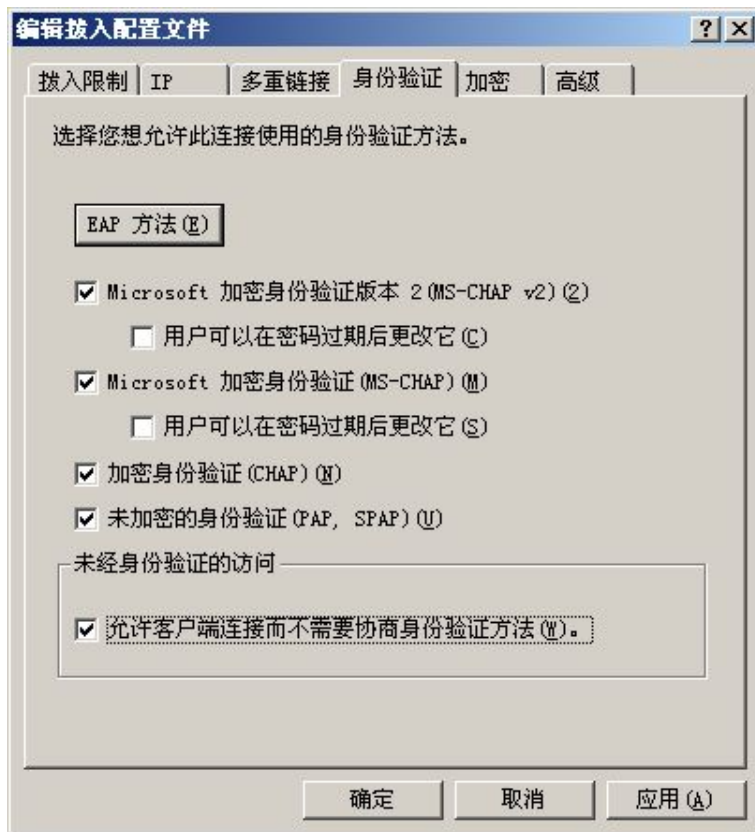 编辑拨入配置文件
拨入限制 IP 多重链接 身份验证 加密 高级
选择您想允许此连接使用的身份验证方法。
EAP 方法(E)
Microsoft 加密身份验证版本 2(MS-CHAP v2)(2)
用户可以在密码过期后更改它(C)
Microsoft 加密身份验证(MS-CHAP)(M)
用户可以在密码过期后更改它(S)
加密身份验证(CHAP)(N)
未加密的身份验证(PAP, SPAP)(U)
未经身份验证的访问
允许客户端连接而不需要协商身份验证方法(W)。
确定 取消 应用(A)